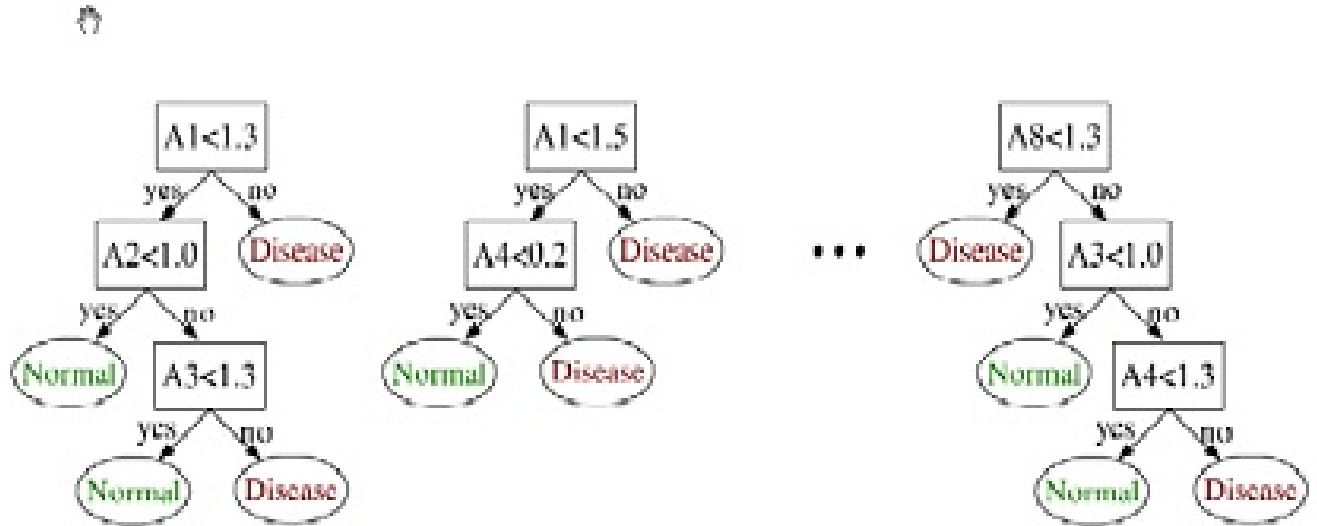 A1<1.3 A1<1.5 A8<1.3
yes no yes no yes no
A2<1.0 Disease A4<0.2 Disease ••• Disease A3<1.0
yes no yes no yes no
Normal A3<1.3 Normal Disease Normal A4<1.3
yes no yes no
Normal Disease Normal Disease